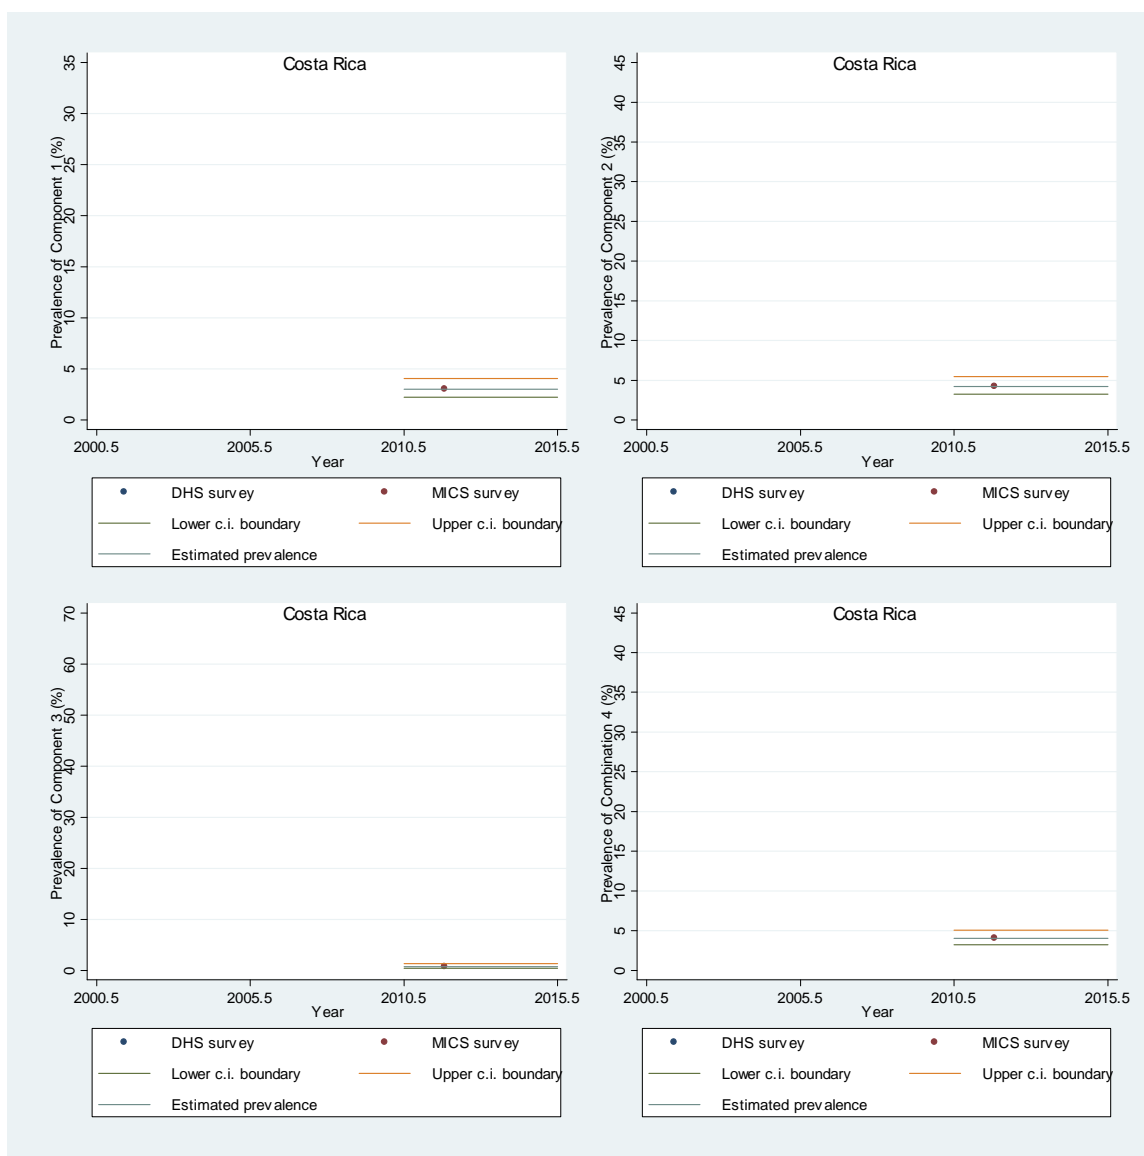 Costa Rica
Prevalence of Component 1 (%)
35
30
25
20
15
10
5
0
2000.5 2005.5 2010.5 2015.5
Year
DHS survey MICS survey
Lower c.i. boundary Upper c.i. boundary
Estimated prevalence
Costa Rica
Prevalence of Component 2 (%)
45
40
35
30
25
20
15
10
5
0
2000.5 2005.5 2010.5 2015.5
Year
DHS survey MICS survey
Lower c.i. boundary Upper c.i. boundary
Estimated prevalence
Costa Rica
Prevalence of Component 3 (%)
70
60
50
40
30
20
10
0
2000.5 2005.5 2010.5 2015.5
Year
DHS survey MICS survey
Lower c.i. boundary Upper c.i. boundary
Estimated prevalence
Costa Rica
Prevalence of Combination 4 (%)
45
40
35
30
25
20
15
10
5
0
2000.5 2005.5 2010.5 2015.5
Year
DHS survey MICS survey
Lower c.i. boundary Upper c.i. boundary
Estimated prevalence